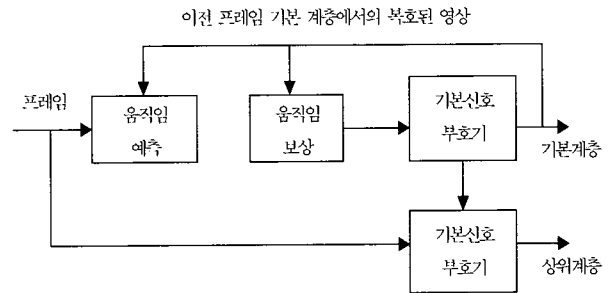 이전 프레임 기본 계층에서의 복호된 영상
프레임
움직임
예측
움직임
보상
기본신호
부호기
기본계층
기본신호
부호기
상위계층